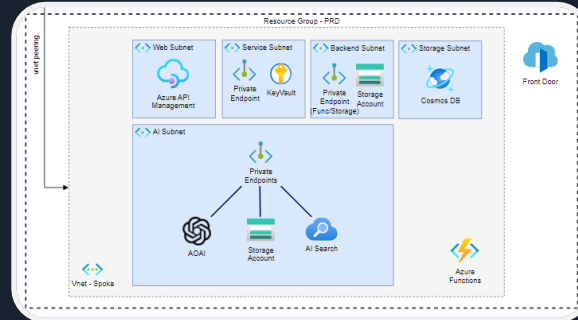 Resource Group - PRD
vnet peering
Web Subnet
Azure API
Management
Service Subnet
Private
Endpoint
KeyVault
Backend Subnet
Private
Endpoint
(Func/Storage)
Storage
Account
Storage Subnet
Cosmos DB
Front Door
AI Subnet
Private
Endpoints
AOAI
Storage
Account
AI Search
Vnet - Spoke
Azure
Functions